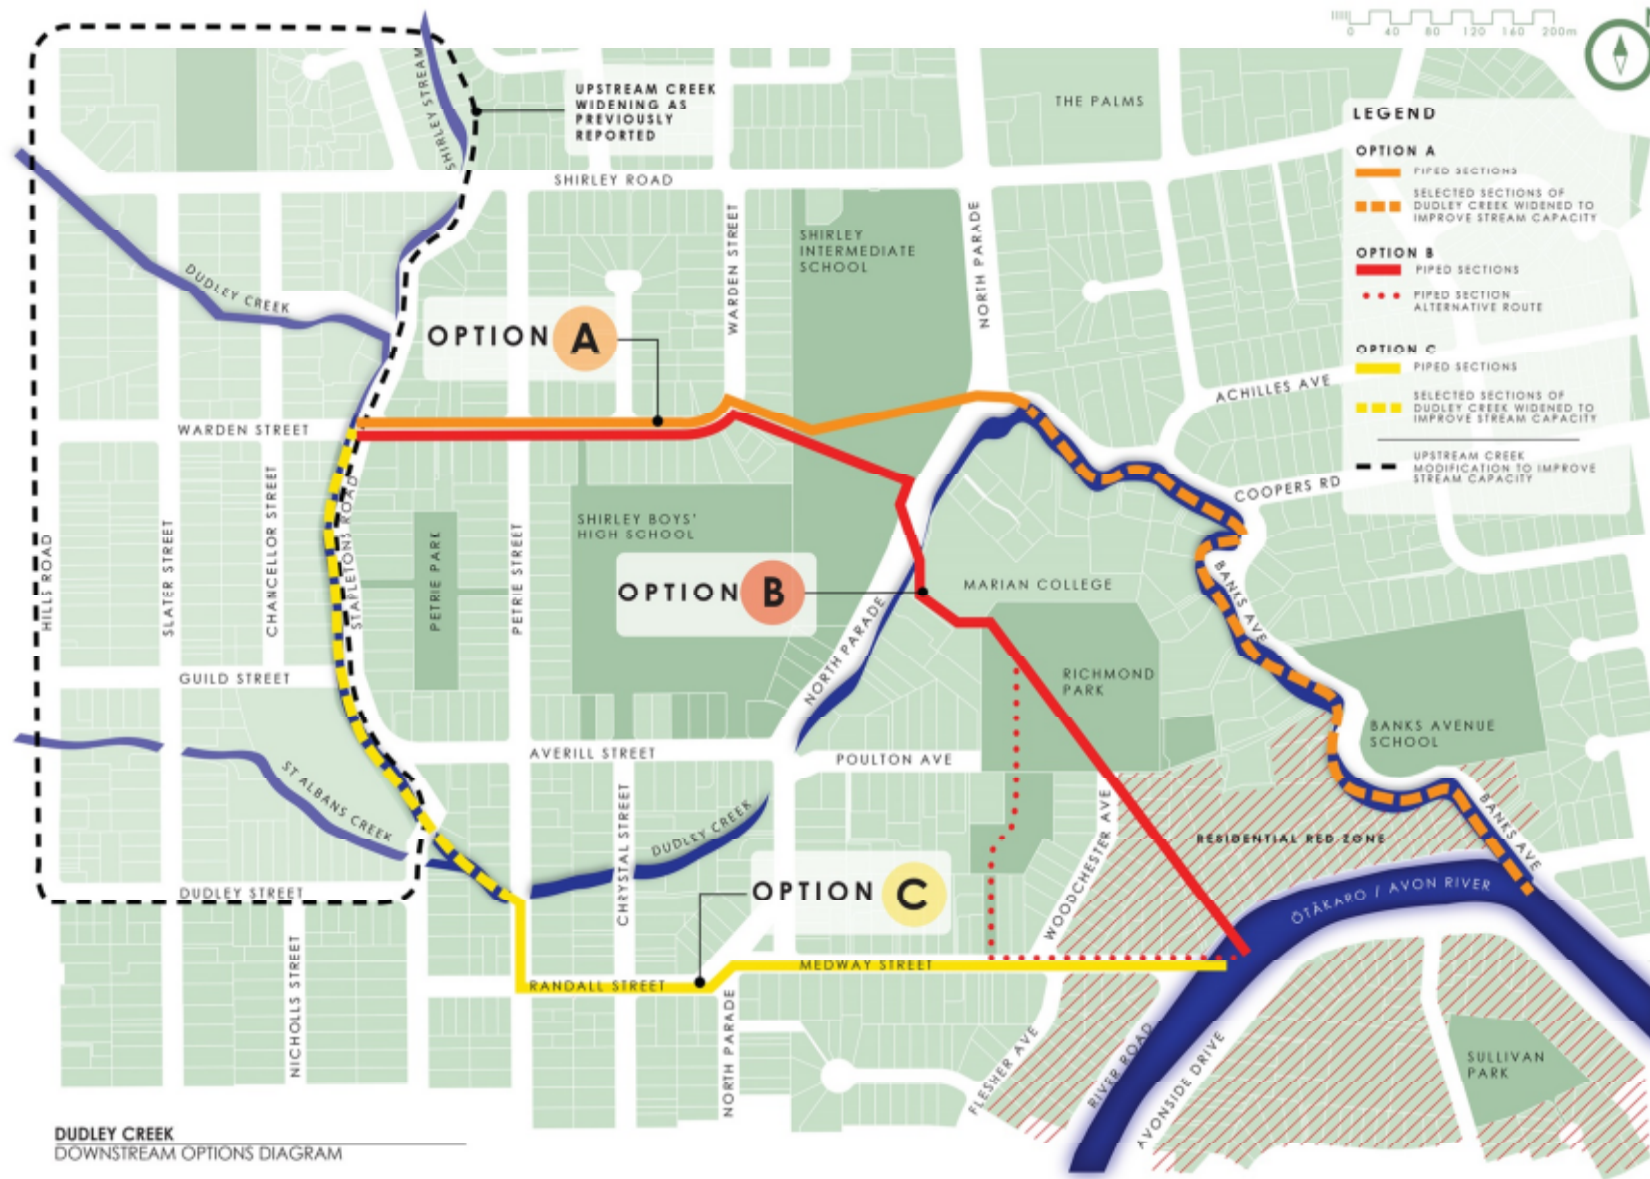 0 40 80 120 160 200m
UPSTREAM CREEK
WIDENING AS
PREVIOUSLY
REPORTED
SHIRLEY STREAM
THE PALMS
SHIRLEY ROAD
LEGEND
OPTION A
PIPED SECTIONS
SELECTED SECTIONS OF
DUDLEY CREEK WIDENED TO
IMPROVE STREAM CAPACITY
OPTION B
PIPED SECTIONS
PIPED SECTION
ALTERNATIVE ROUTE
OPTION C
PIPED SECTIONS
SELECTED SECTIONS OF
DUDLEY CREEK WIDENED TO
IMPROVE STREAM CAPACITY
UPSTREAM CREEK
MODIFICATION TO IMPROVE
STREAM CAPACITY
WARDEN STREET
SHIRLEY
INTERMEDIATE
SCHOOL
NORTH PARADE
DUDLEY CREEK
OPTION A
ACHILLES AVE
WARDEN STREET
COOPERS RD
HILLS ROAD
SLATER STREET
CHANCELLOR STREET
STAPLETONS ROAD
PETRIE PARK
PETRIE STREET
SHIRLEY BOYS'
HIGH SCHOOL
OPTION B
MARIAN COLLEGE
BANKS AVE
NORTH PARADE
GUILD STREET
RICHMOND
PARK
BANKS AVENUE
SCHOOL
AVERILL STREET
POULTON AVE
ST ALBANS CREEK
CHRYSTAL STREET
DUDLEY CREEK
WOODCHESTER AVE
RESIDENTIAL RED ZONE
BANKS AVE
DUDLEY STREET
OPTION C
ŌTĀKARO / AVON RIVER
NICHOLLS STREET
RANDALL STREET
MEDWAY STREET
NORTH PARADE
FLESHER AVE
RIVER ROAD
AVONSIDE DRIVE
SULLIVAN
PARK
DUDLEY CREEK
DOWNSTREAM OPTIONS DIAGRAM